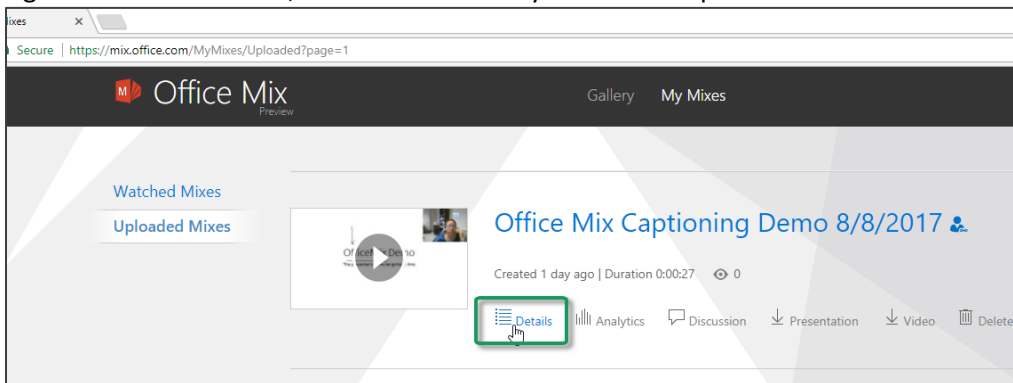 ixes ×
Secure | https://mix.office.com/MyMixes/Uploaded?page=1
Office Mix
Preview
Gallery My Mixes
Watched Mixes
Uploaded Mixes
Office Mix Captioning Demo 8/8/2017
Created 1 day ago | Duration 0:00:27 0
Details Analytics Discussion Presentation Video Delete